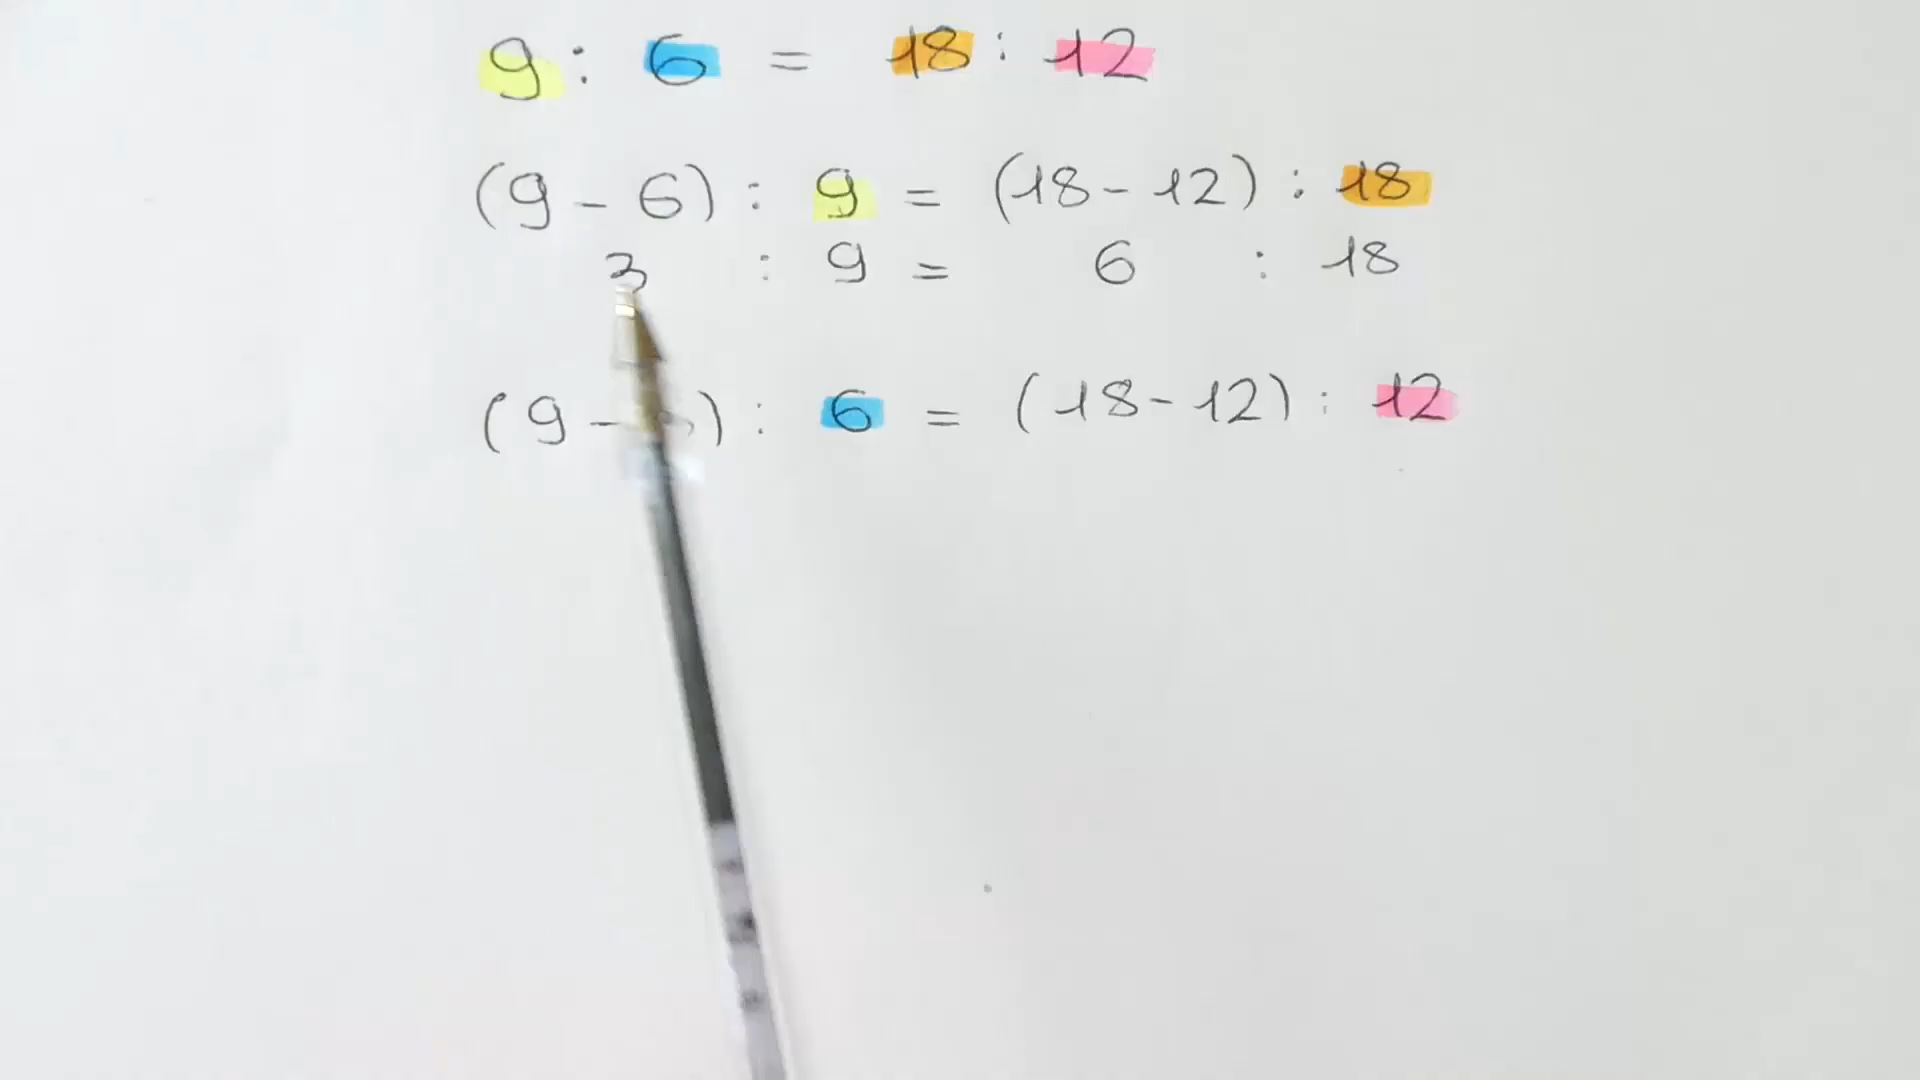 9 : 6 = 18 : 12
(9 - 6) : 9 = (18 - 12) : 18
3 : 9 = 6 : 18
(9 - ) : 6 = (18 - 12) : 12